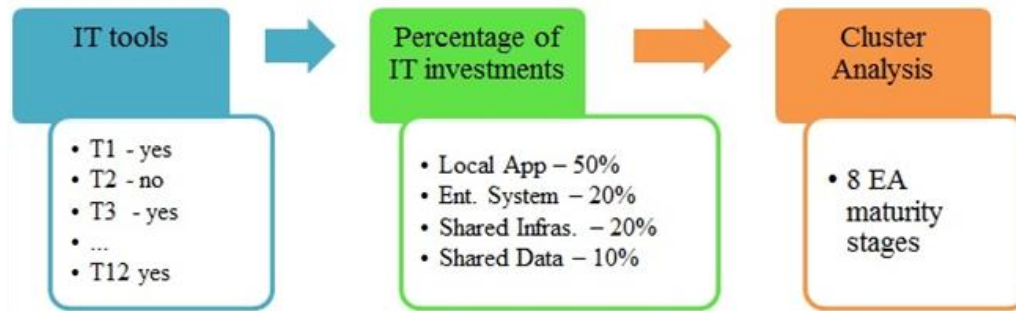 IT tools
• T1 - yes
• T2 - no
• T3 - yes
• ...
• T12 yes
Percentage of
IT investments
• Local App – 50%
• Ent. System – 20%
• Shared Infras. – 20%
• Shared Data – 10%
Cluster
Analysis
• 8 EA
maturity
stages